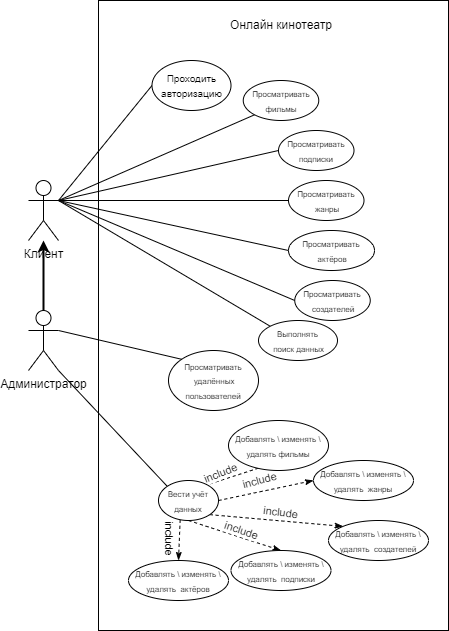 Онлайн кинотеатр
Проходить
авторизацию
Просматривать
фильмы
Просматривать
подписки
Просматривать
жанры
Просматривать
актёров
Просматривать
создателей
Выполнять
поиск данных
Клиент
Администратор
Просматривать
удалённых
пользователей
Добавлять \ изменять \
удалять фильмы
include
Добавлять \ изменять \
удалять жанры
include
Вести учёт
данных
include
Добавлять \ изменять \
удалять создателей
include
include
Добавлять \ изменять \
удалять подписки
Добавлять \ изменять \
удалять актёров